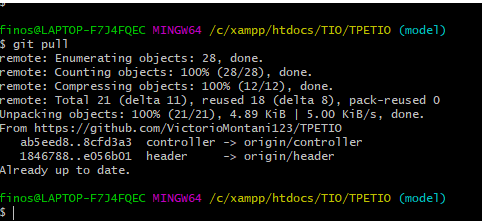 finos@LAPTOP-F7J4FQEC MINGW64 /c/xampp/htdocs/TIO/TPETIO (model)
$ git pull
remote: Enumerating objects: 28, done.
remote: Counting objects: 100% (28/28), done.
remote: Compressing objects: 100% (12/12), done.
remote: Total 21 (delta 11), reused 18 (delta 8), pack-reused 0
Unpacking objects: 100% (21/21), 4.89 KiB | 5.00 KiB/s, done.
From https://github.com/VictorioMontani123/TPETIO
   ab5eed8..8cfd3a3  controller -> origin/controller
   1846788..e056b01  header     -> origin/header
Already up to date.
finos@LAPTOP-F7J4FQEC MINGW64 /c/xampp/htdocs/TIO/TPETIO (model)
$